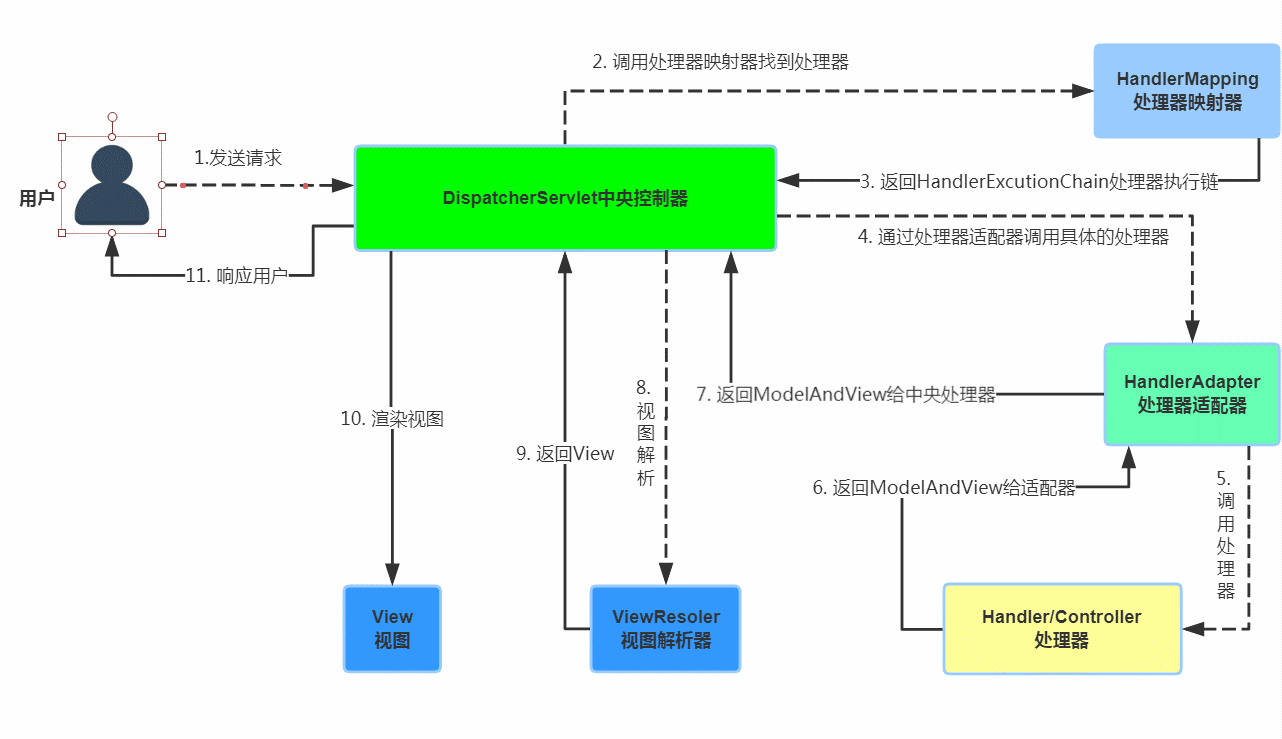 2. 调用处理器映射器找到处理器
HandlerMapping
处理器映射器
1.发送请求
用户
DispatcherServlet中央控制器
3. 返回HandlerExcutionChain处理器执行链
4. 通过处理器适配器调用具体的处理器
11. 响应用户
HandlerAdapter
处理器适配器
7. 返回ModelAndView给中央处理器
8.
视
图
解
析
10. 渲染视图
9. 返回View
6. 返回ModelAndView给适配器
5.
调
用
处
理
器
View
视图
ViewResoler
视图解析器
Handler/Controller
处理器